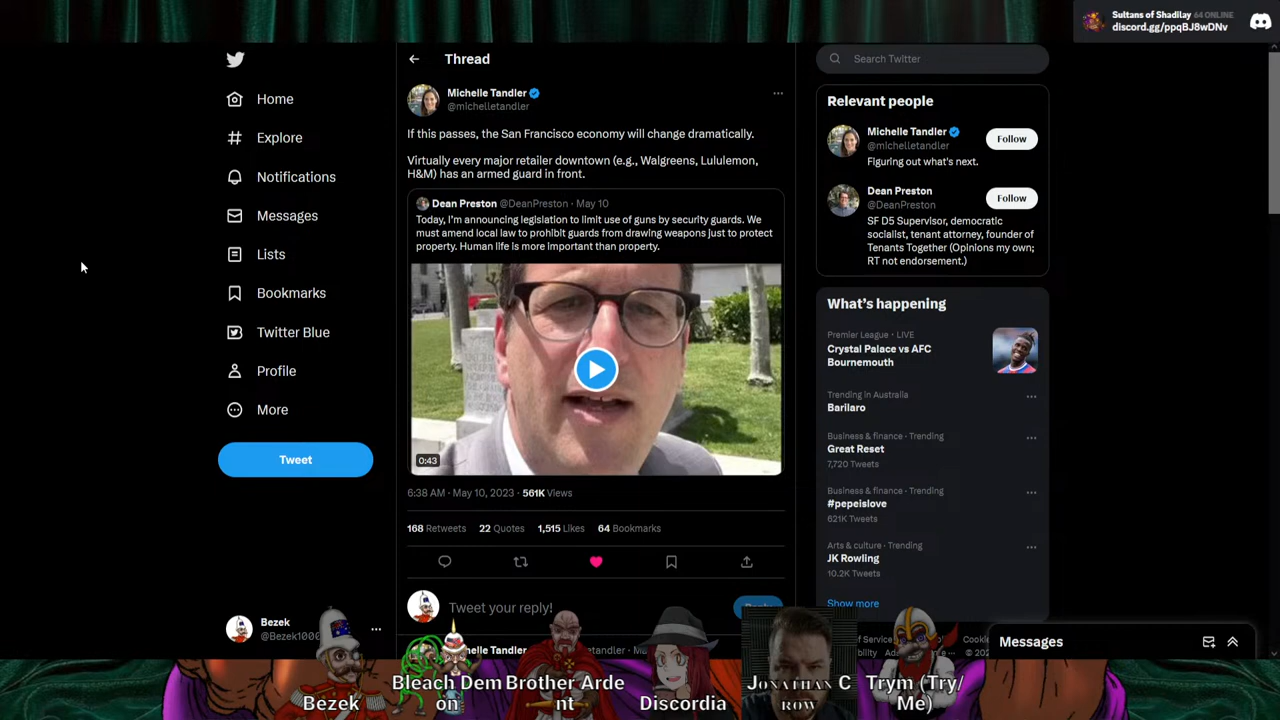 Sultans of Shadilay 64 ONLINE
discord.gg/ppqBJ8wDNv
Thread
Search Twitter
Home
Explore
Notifications
Messages
Lists
Bookmarks
Twitter Blue
Profile
More
Tweet
Bezek
@Bezek1000
Michelle Tandler
@michelletandler
If this passes, the San Francisco economy will change dramatically.
Virtually every major retailer downtown (e.g., Walgreens, Lululemon,
H&M) has an armed guard in front.
Dean Preston @DeanPreston · May 10
Today, I'm announcing legislation to limit use of guns by security guards. We
must amend local law to prohibit guards from drawing weapons just to protect
property. Human life is more important than property.
0:43
6:38 AM · May 10, 2023 · 561K Views
168 Retweets 22 Quotes 1,515 Likes 64 Bookmarks
Tweet your reply!
Relevant people
Michelle Tandler
@michelletandler
Follow
Figuring out what's next.
Dean Preston
@DeanPreston
Follow
SF D5 Supervisor, democratic
socialist, tenant attorney, founder of
Tenants Together (Opinions my own;
RT not endorsement.)
What's happening
Premier League · LIVE
Crystal Palace vs AFC
Bournemouth
Trending in Australia
Barilaro
Business & finance · Trending
Great Reset
7,720 Tweets
Business & finance · Trending
#pepeislove
621K Tweets
Arts & culture · Trending
JK Rowling
10.2K Tweets
Show more
Messages
Bezek
Bleach Dem
on
Brother Arde
nt
Discordia
Jonathan C
row
Trym (Try/
Me)